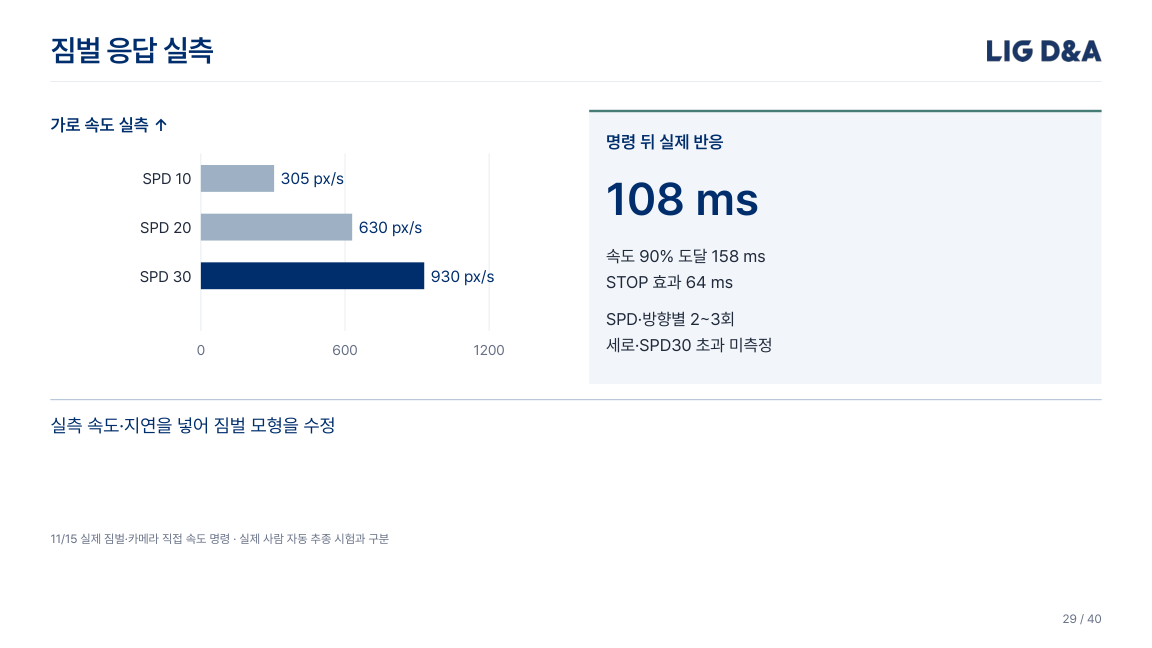 짐벌 응답 실측
LIG D&A
가로 속도 실측 ↑
SPD 10 305 px/s
SPD 20 630 px/s
SPD 30 930 px/s
0 600 1200
명령 뒤 실제 반응
108 ms
속도 90% 도달 158 ms
STOP 효과 64 ms
SPD·방향별 2~3회
세로·SPD30 초과 미측정
실측 속도·지연을 넣어 짐벌 모형을 수정
11/15 실제 짐벌·카메라 직접 속도 명령 · 실제 사람 자동 추종 시험과 구분
29 / 40